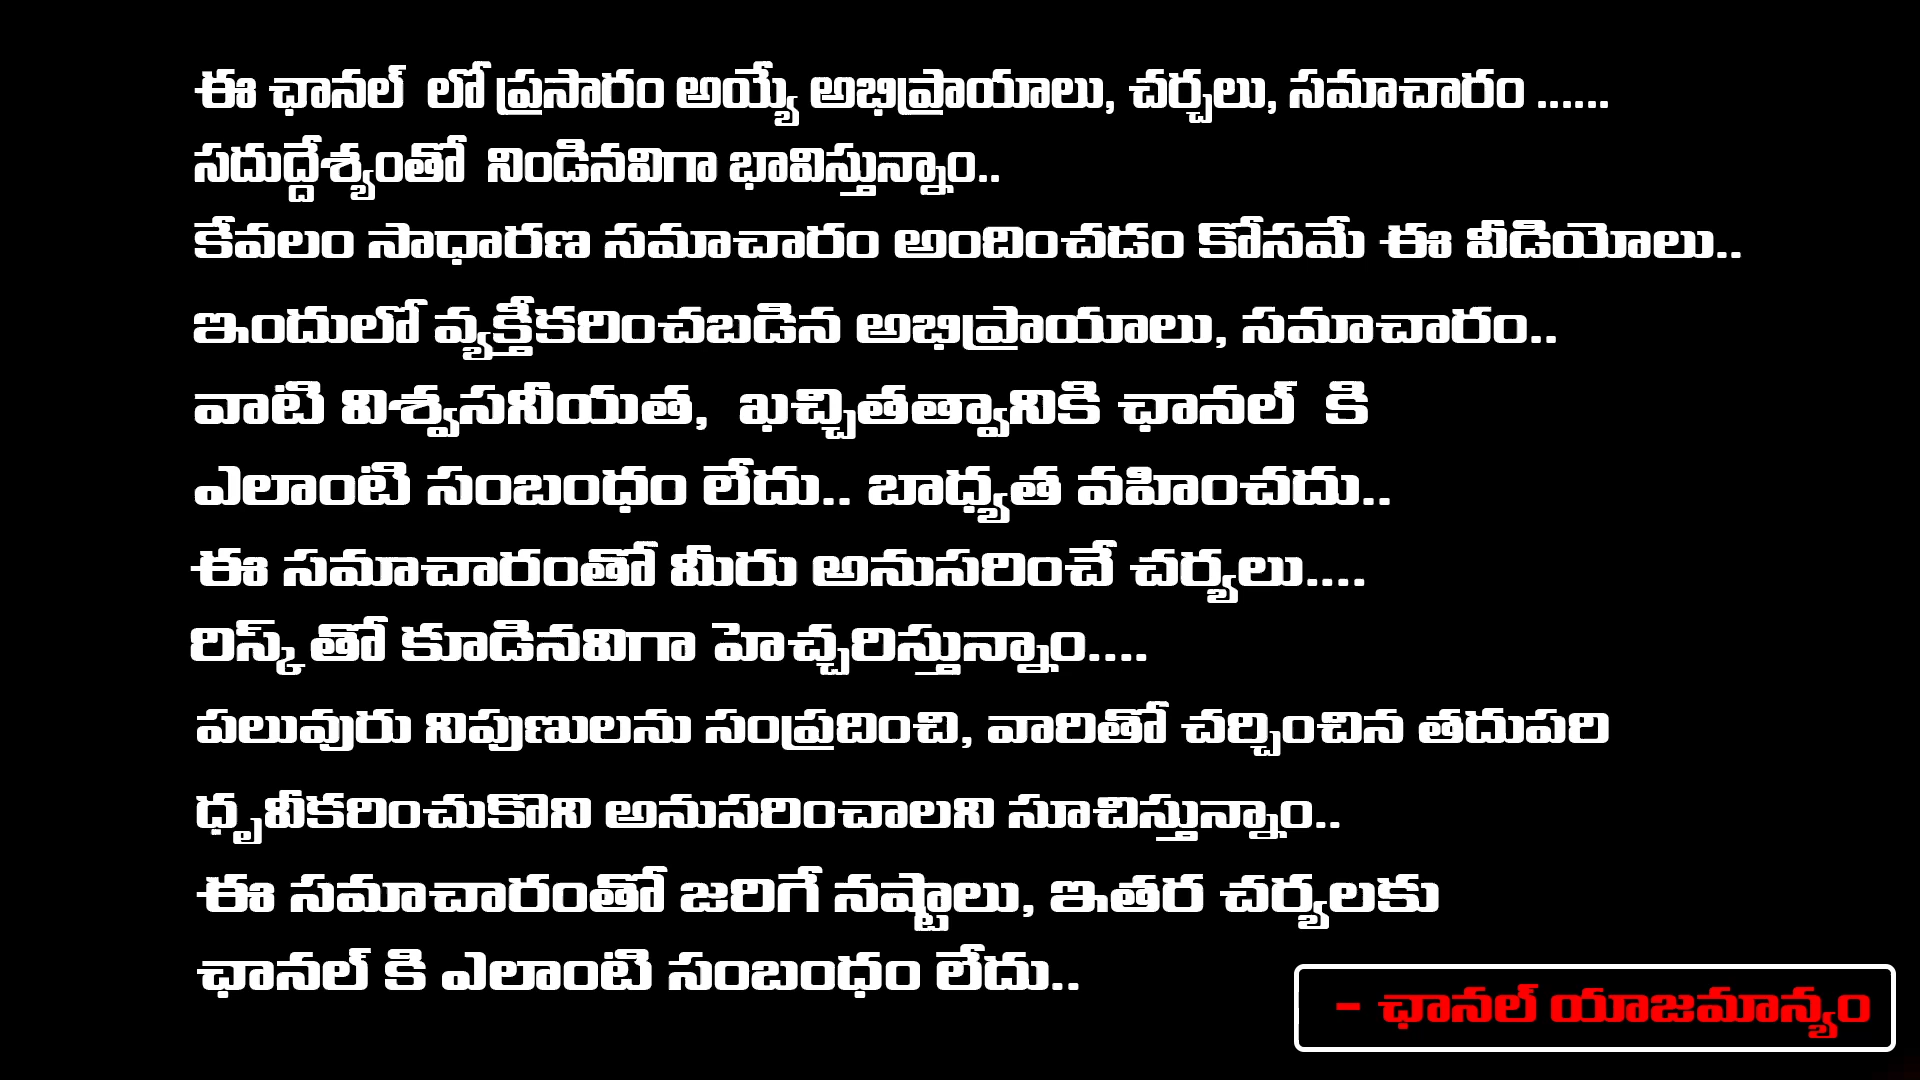 ఈ ఛానల్ లో ప్రసారం అయ్యే అభిప్రాయాలు, చర్చలు, సమాచారం ......
సదుద్దేశ్యంతో నిండినవిగా భావిస్తున్నాం..
కేవలం సాధారణ సమాచారం అందించడం కోసమే ఈ వీడియోలు..
ఇందులో వ్యక్తీకరించబడిన అభిప్రాయాలు, సమాచారం..
వాటి విశ్వసనీయత, ఖచ్చితత్వానికి ఛానల్ కి
ఎలాంటి సంబంధం లేదు.. బాధ్యత వహించదు..
ఈ సమాచారంతో మీరు అనుసరించే చర్యలు....
రిస్క్ తో కూడినవిగా హెచ్చరిస్తున్నాం....
పలువురు నిపుణులను సంప్రదించి, వారితో చర్చించిన తదుపరి
ధృవీకరించుకొని అనుసరించాలని సూచిస్తున్నాం..
ఈ సమాచారంతో జరిగే నష్టాలు, ఇతర చర్యలకు
ఛానల్ కి ఎలాంటి సంబంధం లేదు..
- ఛానల్ యాజమాన్యం